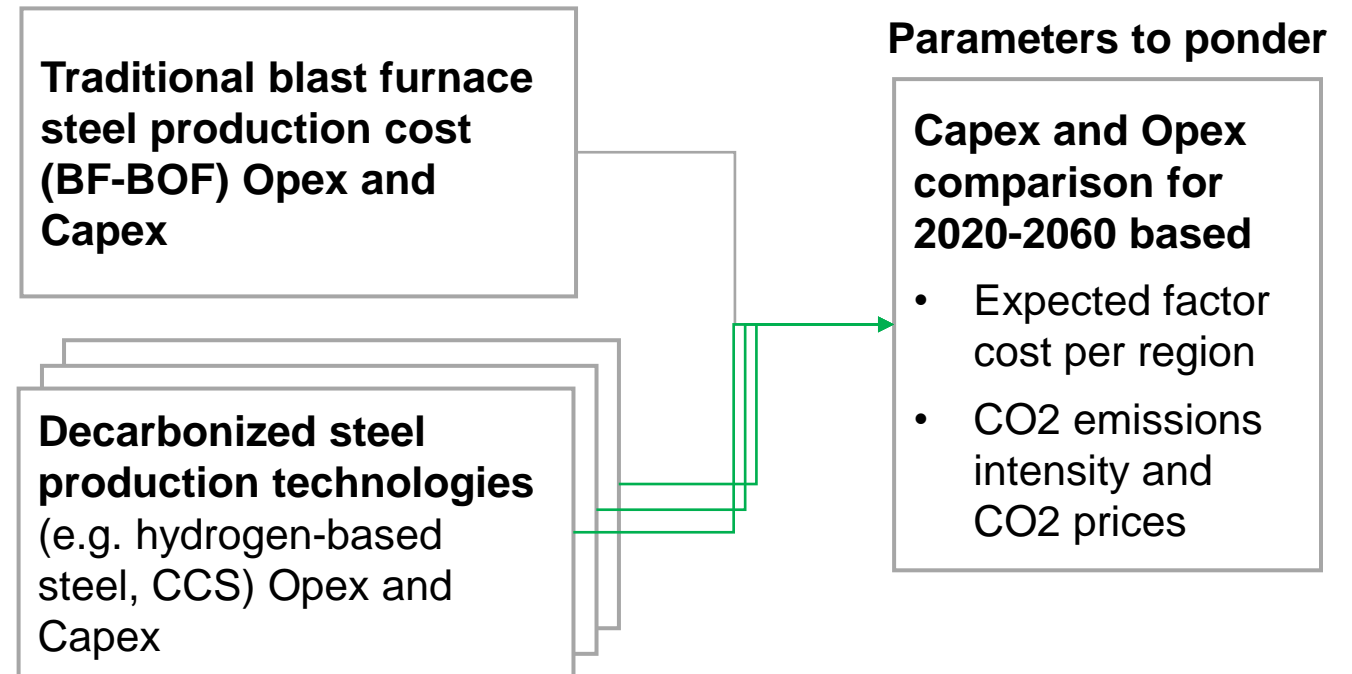 Traditional blast furnace
steel production cost
(BF-BOF) Opex and
Capex
Decarbonized steel
production technologies
(e.g. hydrogen-based
steel, CCS) Opex and
Capex
Parameters to ponder
Capex and Opex
comparison for
2020-2060 based
• Expected factor
cost per region
• CO2 emissions
intensity and
CO2 prices